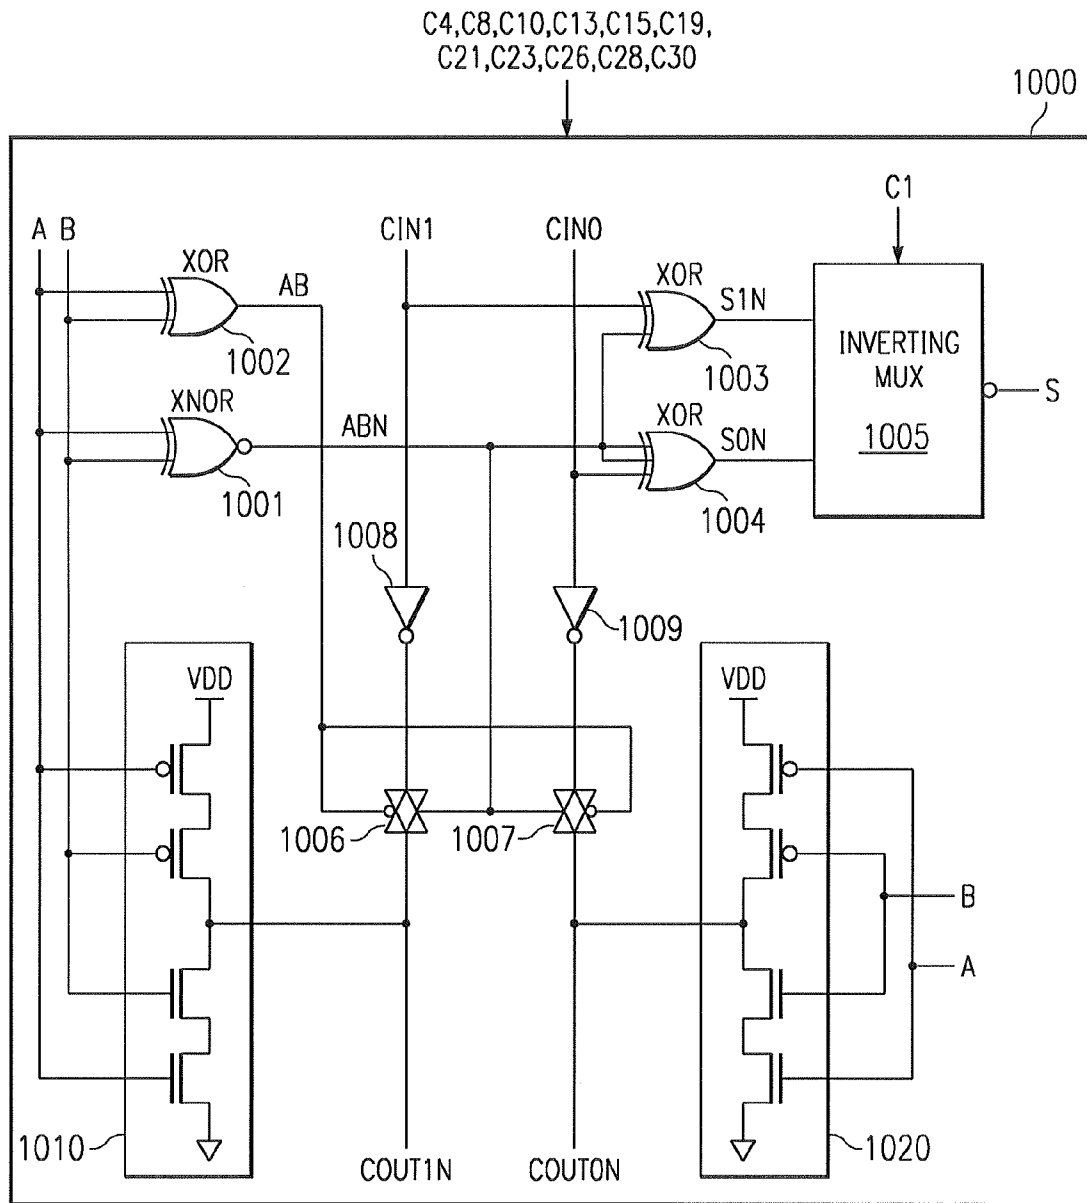 C4,C8,C10,C13,C15,C19,
C21,C23,C26,C28,C30
1000
C1
A B CIN1 CIN0
XOR AB XOR S1N
1002 1003
INVERTING
MUX
1005
S
XNOR ABN XOR S0N
1001 1004
1008 1009
VDD VDD
1006 1007
B
A
1010 1020
COUT1N COUT0N